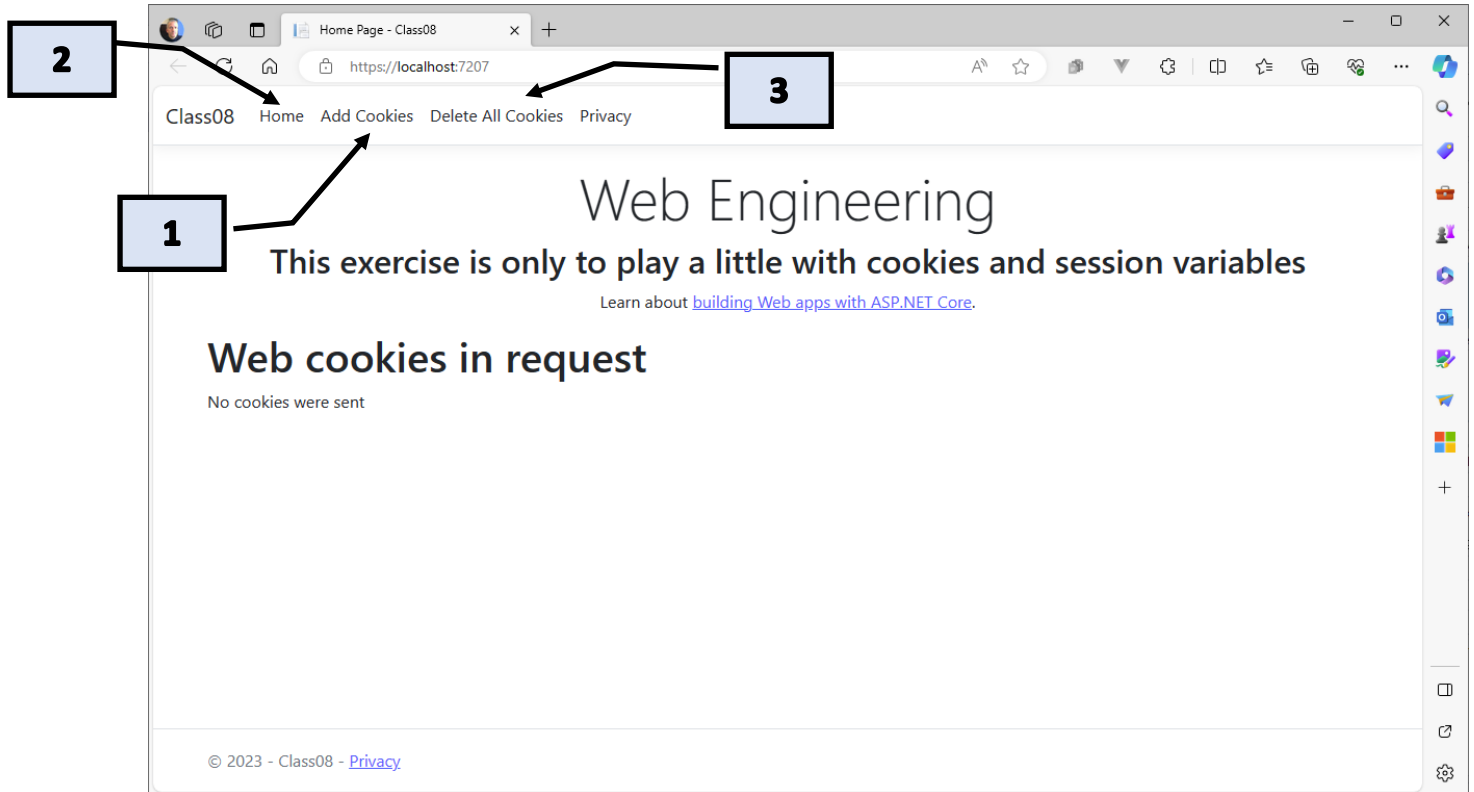 Home Page - Class08
2
https://localhost:7207
3
Class08 Home Add Cookies Delete All Cookies Privacy
Web Engineering
1
This exercise is only to play a little with cookies and session variables
Learn about building Web apps with ASP.NET Core.
Web cookies in request
No cookies were sent
© 2023 - Class08 - Privacy